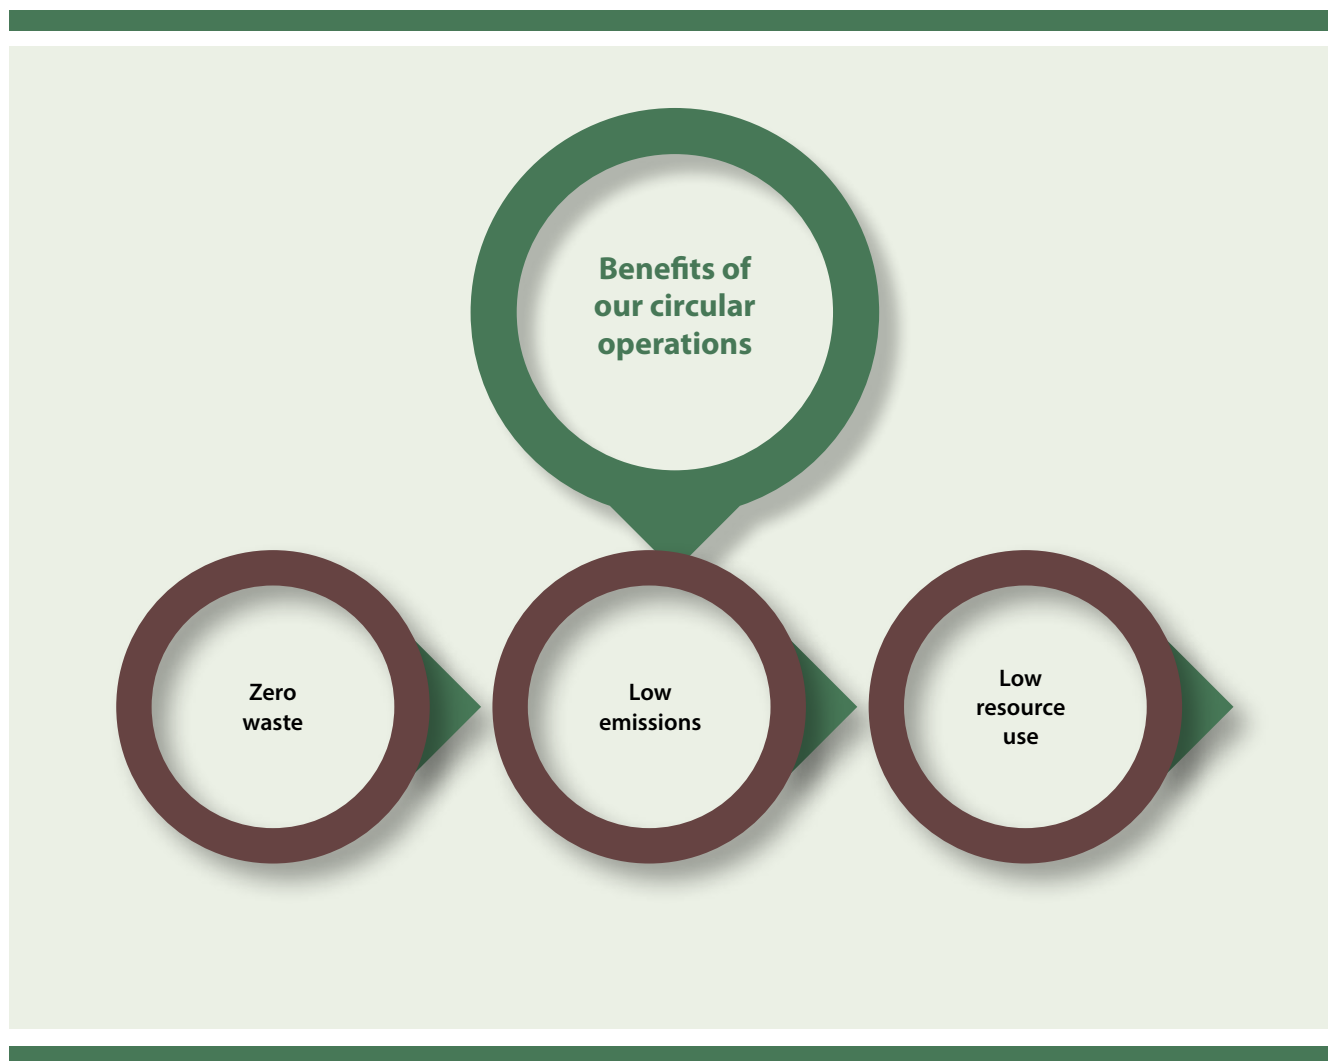 Benefits of
our circular
operations
Zero
waste
Low
emissions
Low
resource
use